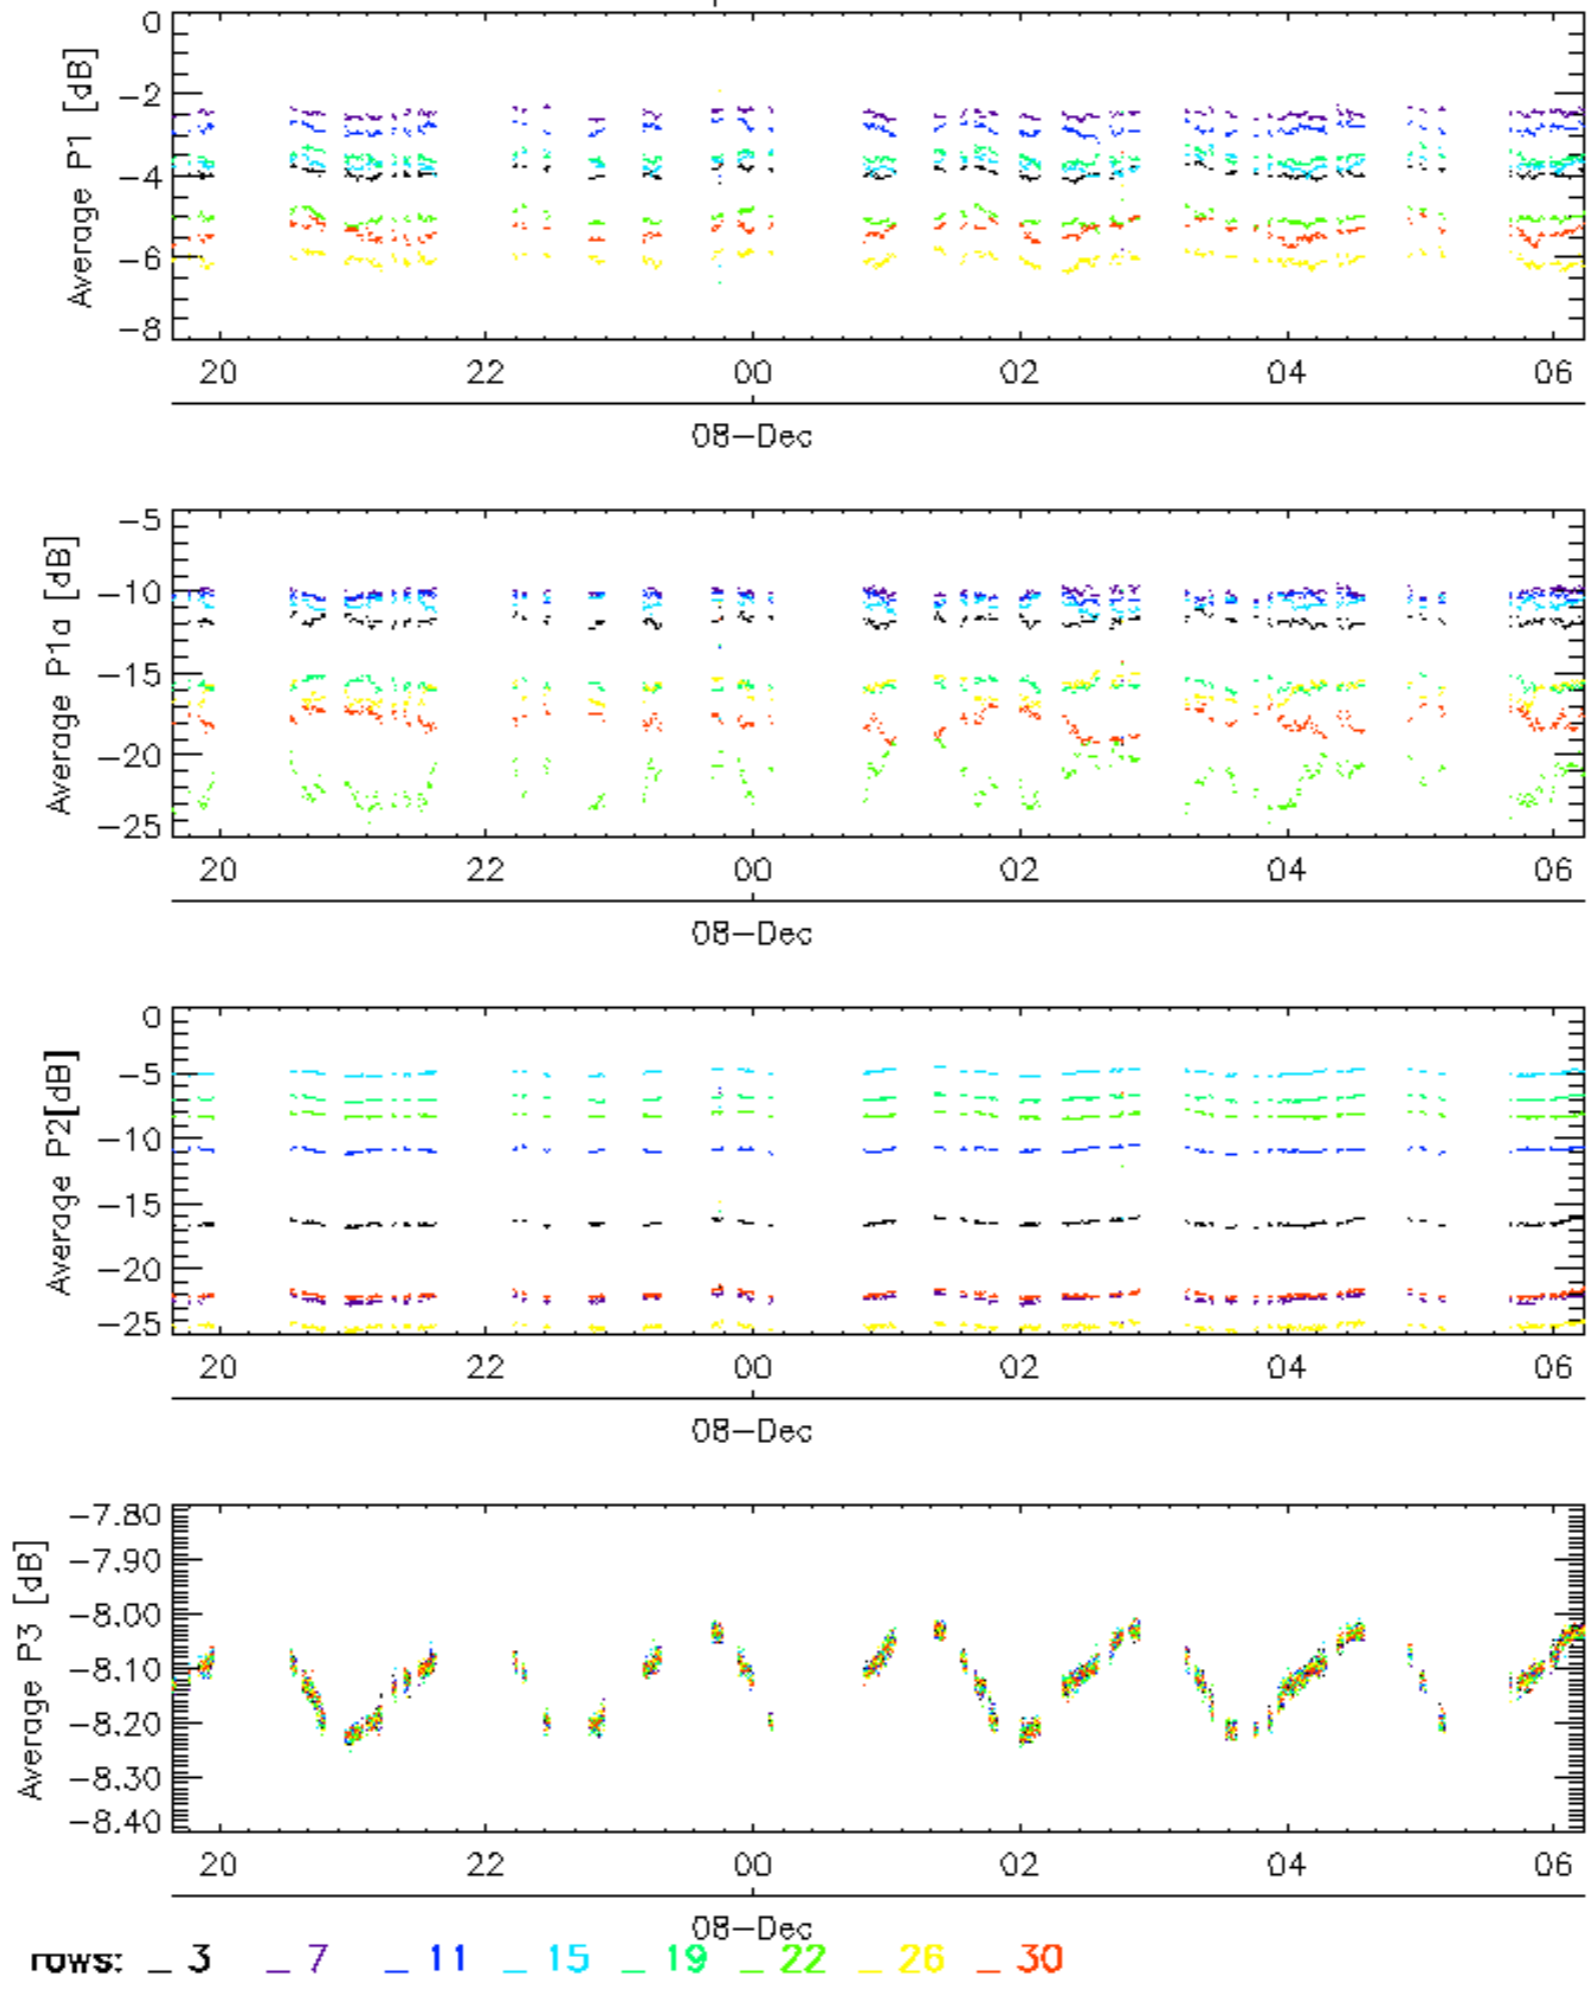 Average P1 [dB]
0
−2
−4
−6
−8
20 22 00 02 04 06
08−Dec
Average P1a [dB]
−5
−10
−15
−20
−25
20 22 00 02 04 06
08−Dec
Average P2[dB]
0
−5
−10
−15
−20
−25
20 22 00 02 04 06
08−Dec
Average P3 [dB]
−7.80
−7.90
−8.00
−8.10
−8.20
−8.30
−8.40
20 22 00 02 04 06
08−Dec
rows: _ 3 _ 7 _ 11 _ 15 _ 19 _ 22 _ 26 _ 30